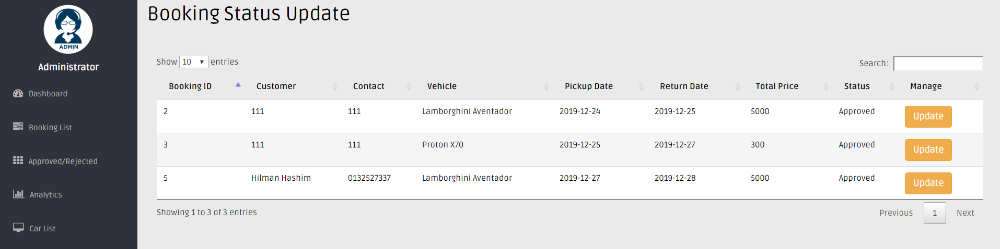 Booking Status Update
ADMIN
Administrator
Dashboard
Booking List
Approved/Rejected
Analytics
Car List
Show 10 entries
Search:
Booking ID Customer Contact Vehicle Pickup Date Return Date Total Price Status Manage
2 111 111 Lamborghini Aventador 2019-12-24 2019-12-25 5000 Approved Update
3 111 111 Proton X70 2019-12-25 2019-12-27 300 Approved Update
5 Hilman Hashim 0132527337 Lamborghini Aventador 2019-12-27 2019-12-28 5000 Approved Update
Showing 1 to 3 of 3 entries
Previous 1 Next